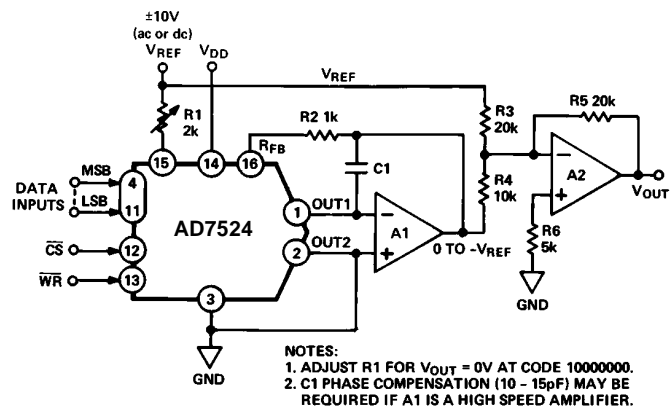 ±10V
(ac or dc)
VREF
VDD
VREF
R1
2k
R2 1k
RFB
R3
20k
R5 20k
15
14
16
C1
R4
10k
MSB
4
DATA
INPUTS
LSB
11
AD7524
1
OUT1
2
OUT2
−
+
A1
0 TO -VREF
−
+
A2
VOUT
R6
5k
CS
12
WR
13
3
GND
GND
NOTES:
1. ADJUST R1 FOR VOUT = 0V AT CODE 10000000.
2. C1 PHASE COMPENSATION (10 – 15pF) MAY BE
REQUIRED IF A1 IS A HIGH SPEED AMPLIFIER.